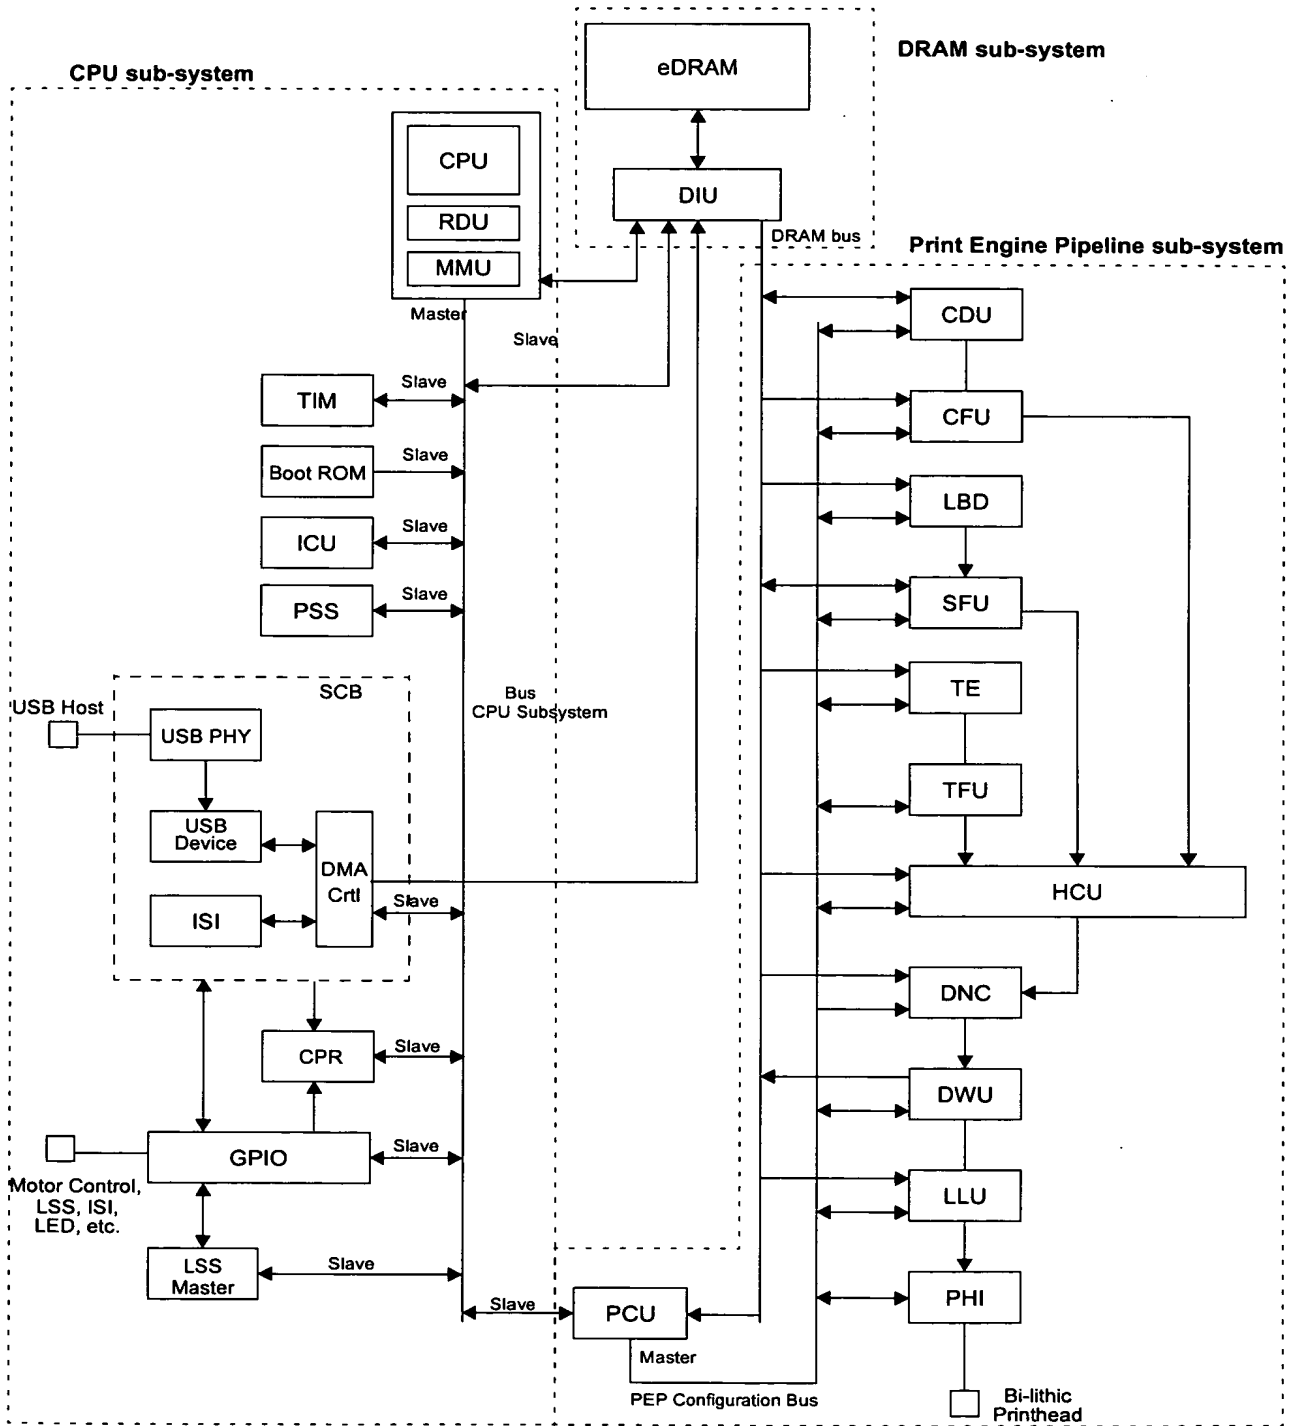 DRAM sub-system
CPU sub-system
eDRAM
CPU
RDU
MMU
Master
DIU
DRAM bus
Print Engine Pipeline sub-system
Slave
TIM
Slave
Boot ROM
Slave
ICU
Slave
PSS
Slave
Bus
CPU Subsystem
SCB
USB Host
USB PHY
USB
Device
DMA
Crtl
Slave
ISI
CPR
Slave
GPIO
Slave
Motor Control,
LSS, ISI,
LED, etc.
LSS
Master
Slave
Slave
PCU
Master
PEP Configuration Bus
CDU
CFU
LBD
SFU
TE
TFU
HCU
DNC
DWU
LLU
PHI
Bi-lithic
Printhead